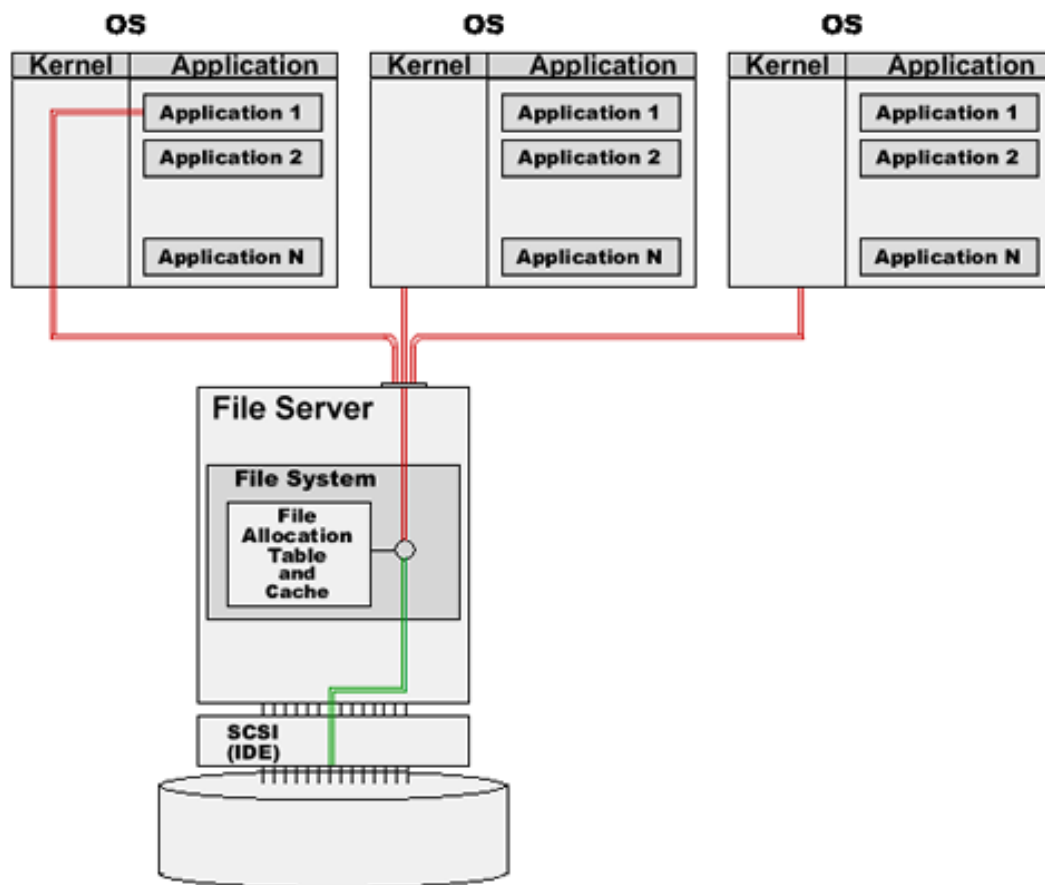 OS OS OS
Kernel Application Kernel Application Kernel Application
Application 1 Application 1 Application 1
Application 2 Application 2 Application 2
Application N Application N Application N
File Server
File System
File
Allocation
Table
and
Cache
SCSI
(IDE)